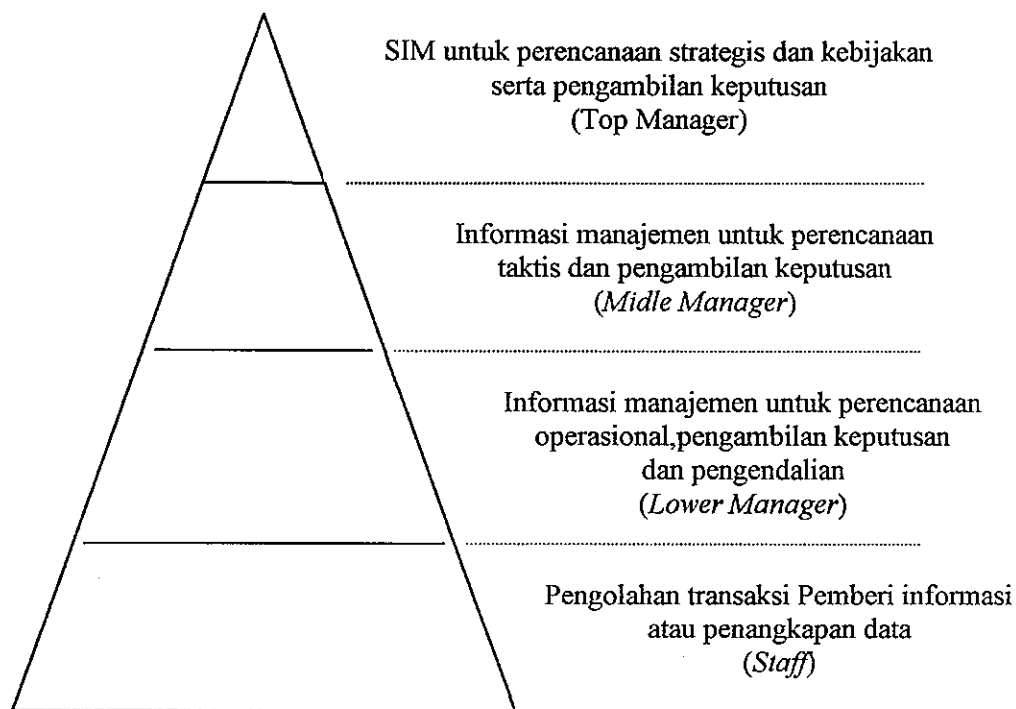 SIM untuk perencanaan strategis dan kebijakan
serta pengambilan keputusan
(Top Manager)
Informasi manajemen untuk perencanaan
taktis dan pengambilan keputusan
(Midle Manager)
Informasi manajemen untuk perencanaan
operasional,pengambilan keputusan
dan pengendalian
(Lower Manager)
Pengolahan transaksi Pemberi informasi
atau penangkapan data
(Staff)